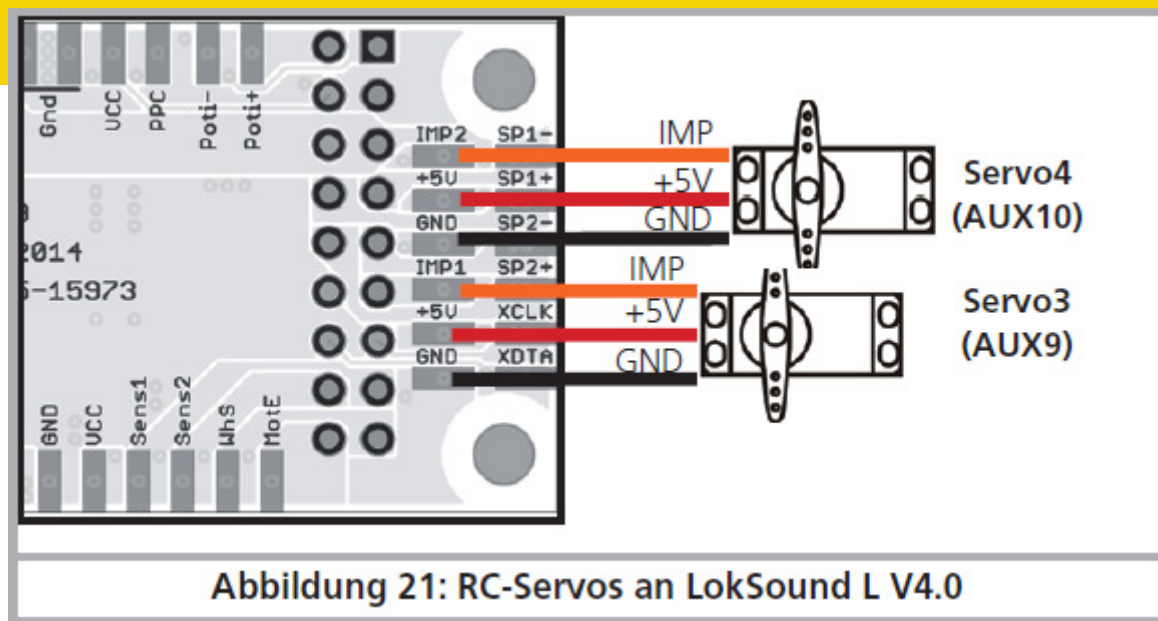 Gnd
VCC
PPC
Poti-
Poti+
IMP2 SP1- IMP
+5V SP1+ +5V
GND SP2- GND
Servo4
(AUX10)
2014
IMP1 SP2+ IMP
-15973
+5V XCLK +5V
GND XDTA GND
Servo3
(AUX9)
GND
VCC
Sens1
Sens2
WhS
MotE
Abbildung 21: RC-Servos an LokSound L V4.0